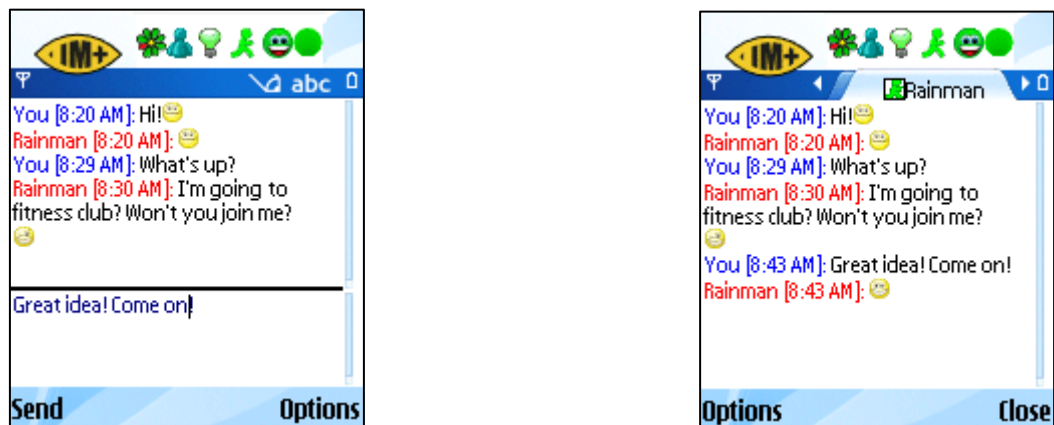 IM+
abc
You [8:20 AM]: Hi!
Rainman [8:20 AM]:
You [8:29 AM]: What's up?
Rainman [8:30 AM]: I'm going to
fitness club? Won't you join me?
Great idea! Come on!
Send Options
IM+
Rainman
You [8:20 AM]: Hi!
Rainman [8:20 AM]:
You [8:29 AM]: What's up?
Rainman [8:30 AM]: I'm going to
fitness club? Won't you join me?
You [8:43 AM]: Great idea! Come on!
Rainman [8:43 AM]:
Options Close